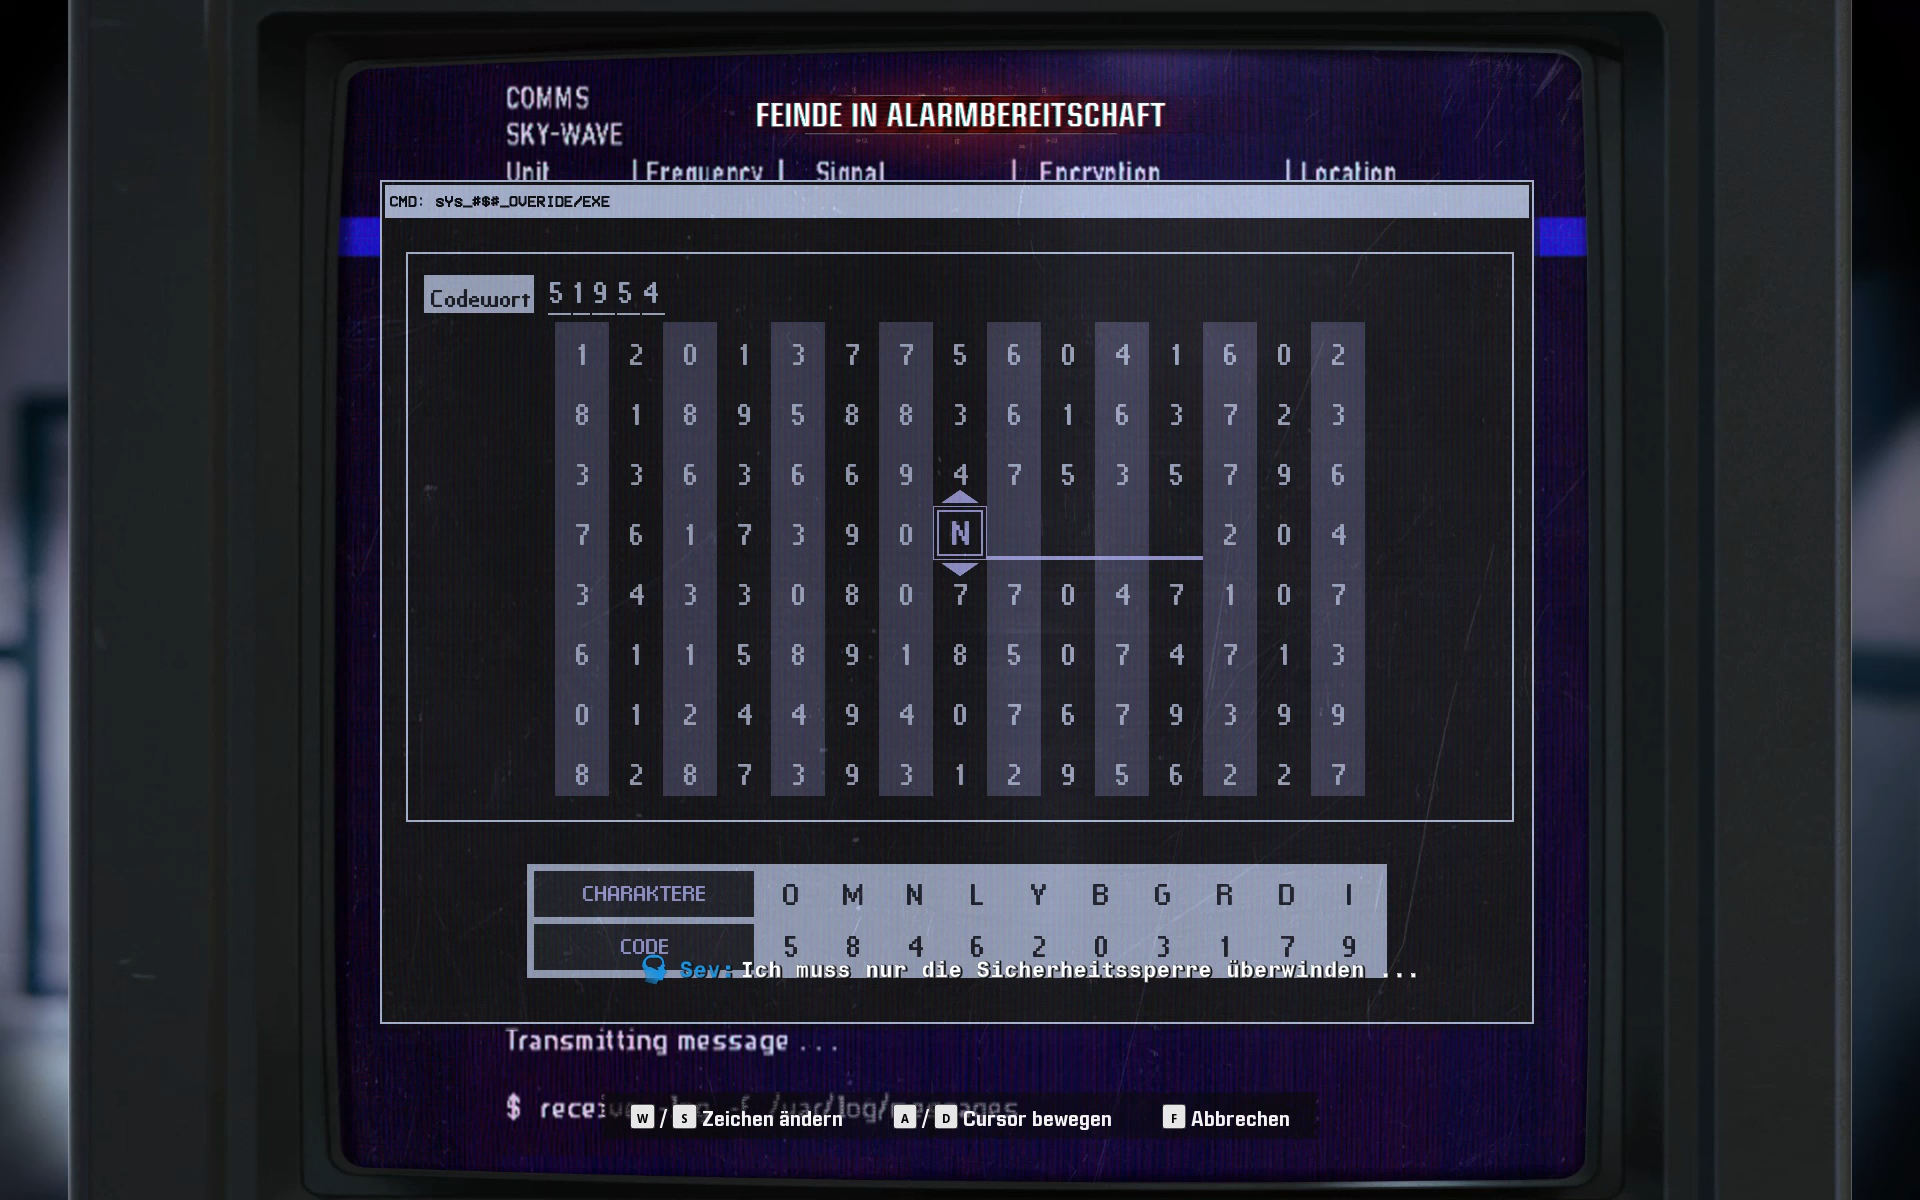 COMMS
FEINDE IN ALARMBEREITSCHAFT
SKY-WAVE
Unit | Frequency | Signal | Encryption | Location
CMD: sYs_#$#_OVERIDE/EXE
Codewort 5 1 9 5 4
1 2 0 1 3 7 7 5 6 0 4 1 6 0 2
8 1 8 9 5 8 8 3 6 1 6 3 7 2 3
3 3 6 3 6 6 9 4 7 5 3 5 7 9 6
7 6 1 7 3 9 0 N 2 0 4
3 4 3 3 0 8 0 7 7 0 4 7 1 0 7
6 1 1 5 8 9 1 8 5 0 7 4 7 1 3
0 1 2 4 4 9 4 0 7 6 7 9 3 9 9
8 2 8 7 3 9 3 1 2 9 5 6 2 2 7
CHARAKTERE O M N L Y B G R D I
CODE 5 8 4 6 2 0 3 1 7 9
Sev: Ich muss nur die Sicherheitssperre überwinden ...
Transmitting message ...
$ /var/log/messages
W / S Zeichen ändern A / D Cursor bewegen F Abbrechen